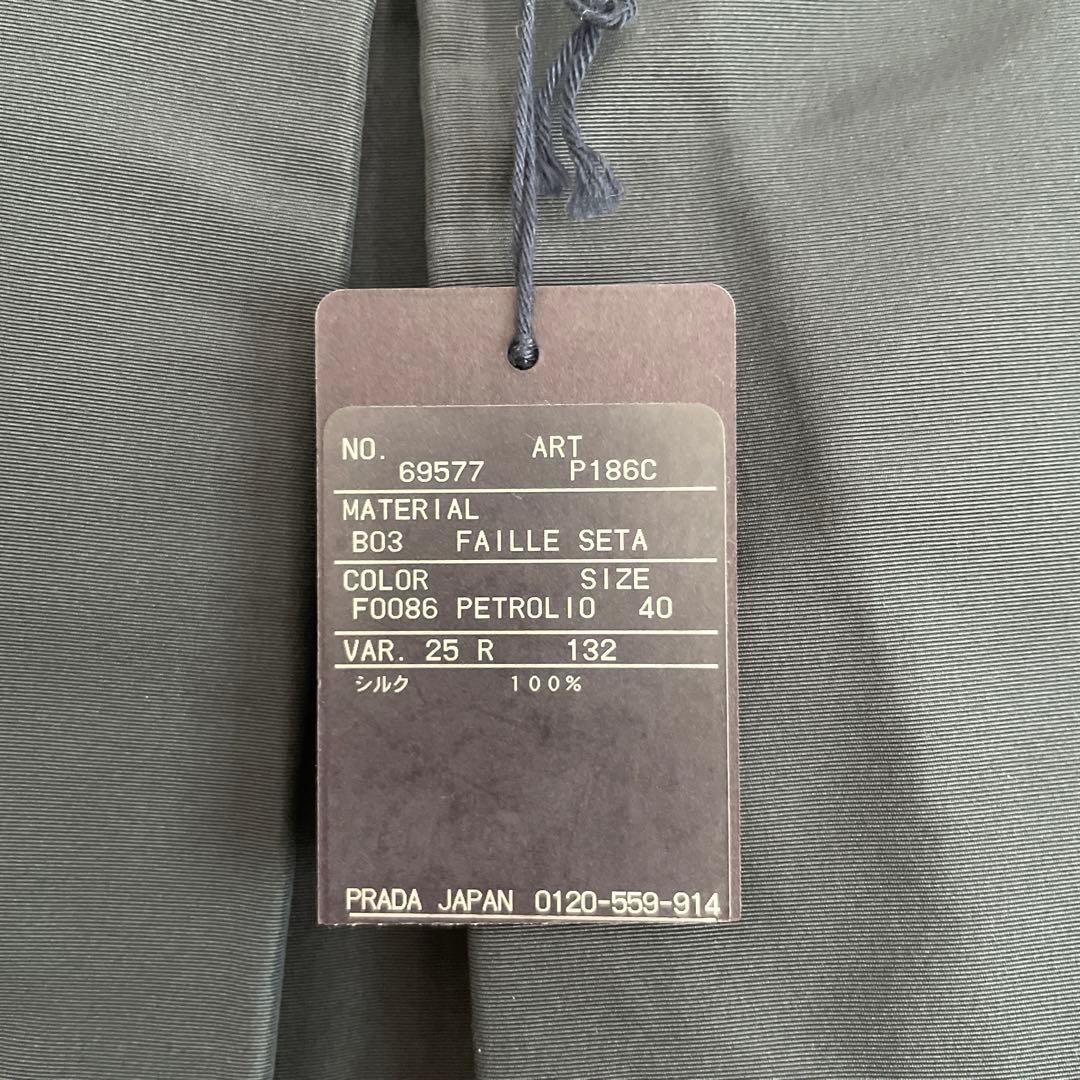 NO. ART
69577 P186C
MATERIAL
B03 FAILLE SETA
COLOR SIZE
F0086 PETROLIO 40
VAR. 25 R 132
シルク 100%
PRADA JAPAN 0120-559-914